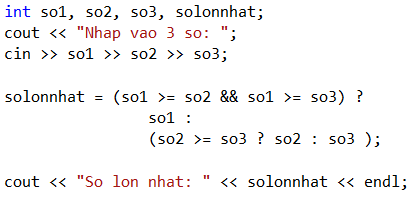 int so1, so2, so3, solonnhat;
cout << "Nhap vao 3 so: ";
cin >> so1 >> so2 >> so3;
solonnhat = (so1 >= so2 && so1 >= so3) ?
so1 :
(so2 >= so3 ? so2 : so3 );
cout << "So lon nhat: " << solonnhat << endl;